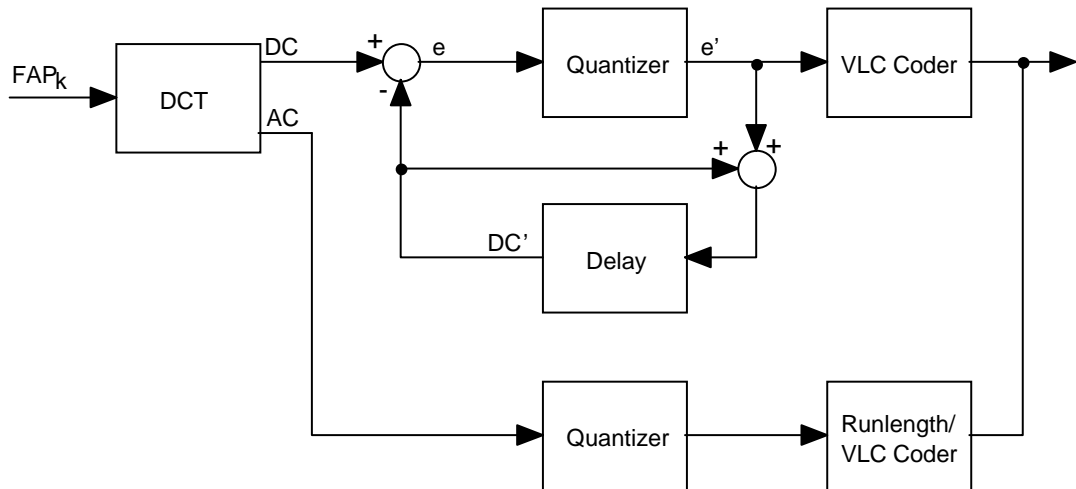 FAPk
DCT
DC
AC
+
-
e
Quantizer
e’
VLC Coder
+
+
DC’
Delay
Quantizer
Runlength/
VLC Coder